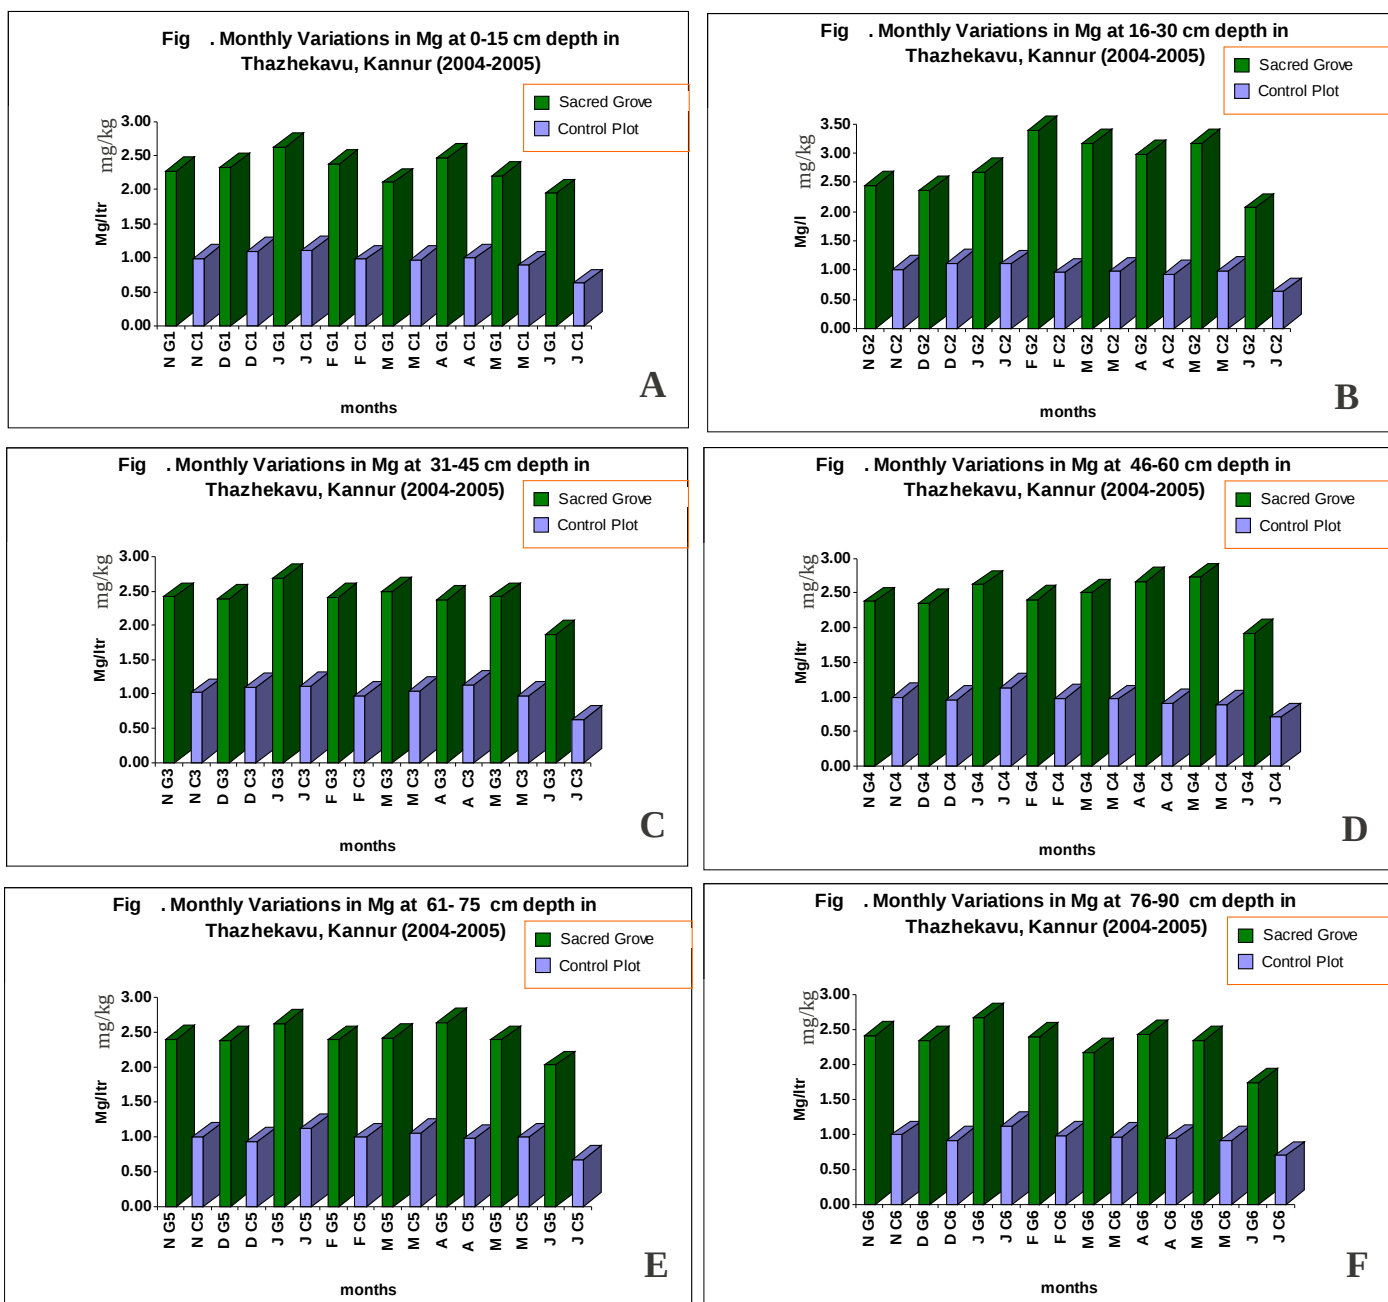 Fig . Monthly Variations in Mg at 0-15 cm depth in
Thazhekavu, Kannur (2004-2005)
Sacred Grove
Control Plot
mg/kg
Mg/ltr
3.00
2.50
2.00
1.50
1.00
0.50
0.00
N G1
N C1
D G1
D C1
J G1
J C1
F G1
F C1
M G1
M C1
A G1
A C1
M G1
M C1
J G1
J C1
months
A
Fig . Monthly Variations in Mg at 16-30 cm depth in
Thazhekavu, Kannur (2004-2005)
Sacred Grove
Control Plot
mg/kg
Mg/l
3.50
3.00
2.50
2.00
1.50
1.00
0.50
0.00
N G2
N C2
D G2
D C2
J G2
J C2
F G2
F C2
M G2
M C2
A G2
A C2
M G2
M C2
J G2
J C2
months
B
Fig . Monthly Variations in Mg at 31-45 cm depth in
Thazhekavu, Kannur (2004-2005)
Sacred Grove
Control Plot
mg/kg
Mg/ltr
3.00
2.50
2.00
1.50
1.00
0.50
0.00
N G3
N C3
D G3
D C3
J G3
J C3
F G3
F C3
M G3
M C3
A G3
A C3
M G3
M C3
J G3
J C3
months
C
Fig . Monthly Variations in Mg at 46-60 cm depth in
Thazhekavu, Kannur (2004-2005)
Sacred Grove
Control Plot
mg/kg
Mg/ltr
3.00
2.50
2.00
1.50
1.00
0.50
0.00
N G4
N C4
D G4
D C4
J G4
J C4
F G4
F C4
M G4
M C4
A G4
A C4
M G4
M C4
J G4
J C4
months
D
Fig . Monthly Variations in Mg at 61- 75 cm depth in
Thazhekavu, Kannur (2004-2005)
Sacred Grove
Control Plot
mg/kg
Mg/ltr
3.00
2.50
2.00
1.50
1.00
0.50
0.00
N G5
N C5
D G5
D C5
J G5
J C5
F G5
F C5
M G5
M C5
A G5
A C5
M G5
M C5
J G5
J C5
months
E
Fig . Monthly Variations in Mg at 76-90 cm depth in
Thazhekavu, Kannur (2004-2005)
Sacred Grove
Control Plot
mg/kg
Mg/ltr
3.00
2.50
2.00
1.50
1.00
0.50
0.00
N G6
N C6
D G6
D C6
J G6
J C6
F G6
F C6
M G6
M C6
A G6
A C6
M G6
M C6
J G6
J C6
months
F